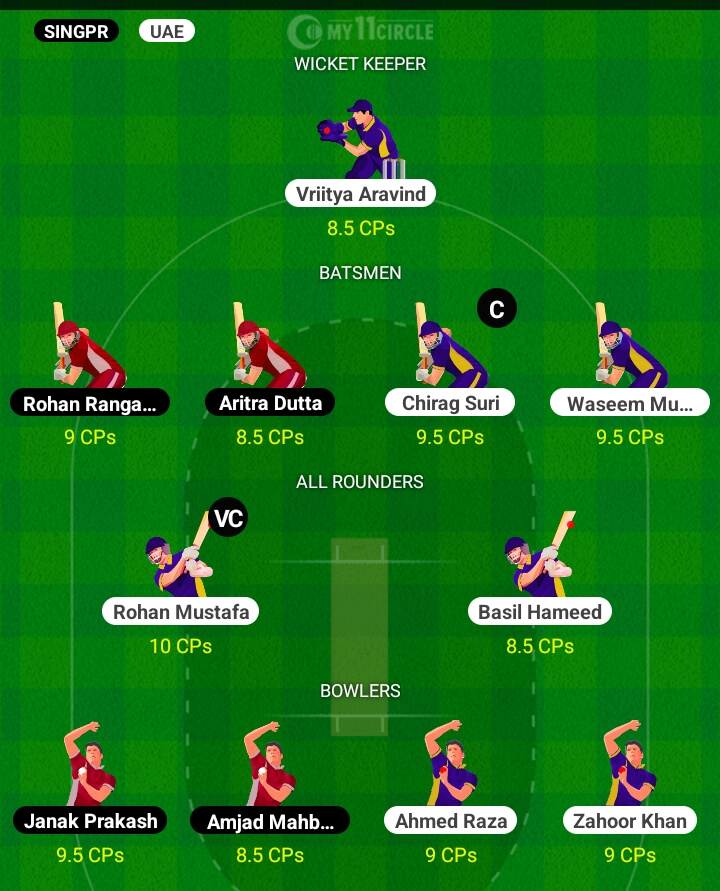 SINGPR UAE MY11CIRCLE
WICKET KEEPER
Vriitya Aravind
8.5 CPs
BATSMEN
C
Rohan Ranga... Aritra Dutta Chirag Suri Waseem Mu...
9 CPs 8.5 CPs 9.5 CPs 9.5 CPs
ALL ROUNDERS
VC
Rohan Mustafa Basil Hameed
10 CPs 8.5 CPs
BOWLERS
Janak Prakash Amjad Mahb... Ahmed Raza Zahoor Khan
9.5 CPs 8.5 CPs 9 CPs 9 CPs